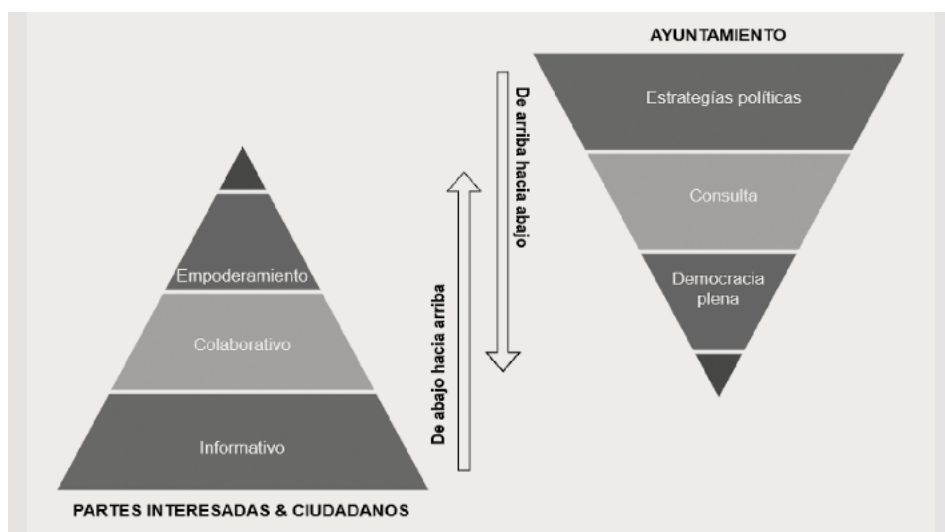 AYUNTAMIENTO
Estrategías políticas
Consulta
Democracia
plena
De arriba hacia abajo
De abajo hacia arriba
Empoderamiento
Colaborativo
Informativo
PARTES INTERESADAS & CIUDADANOS